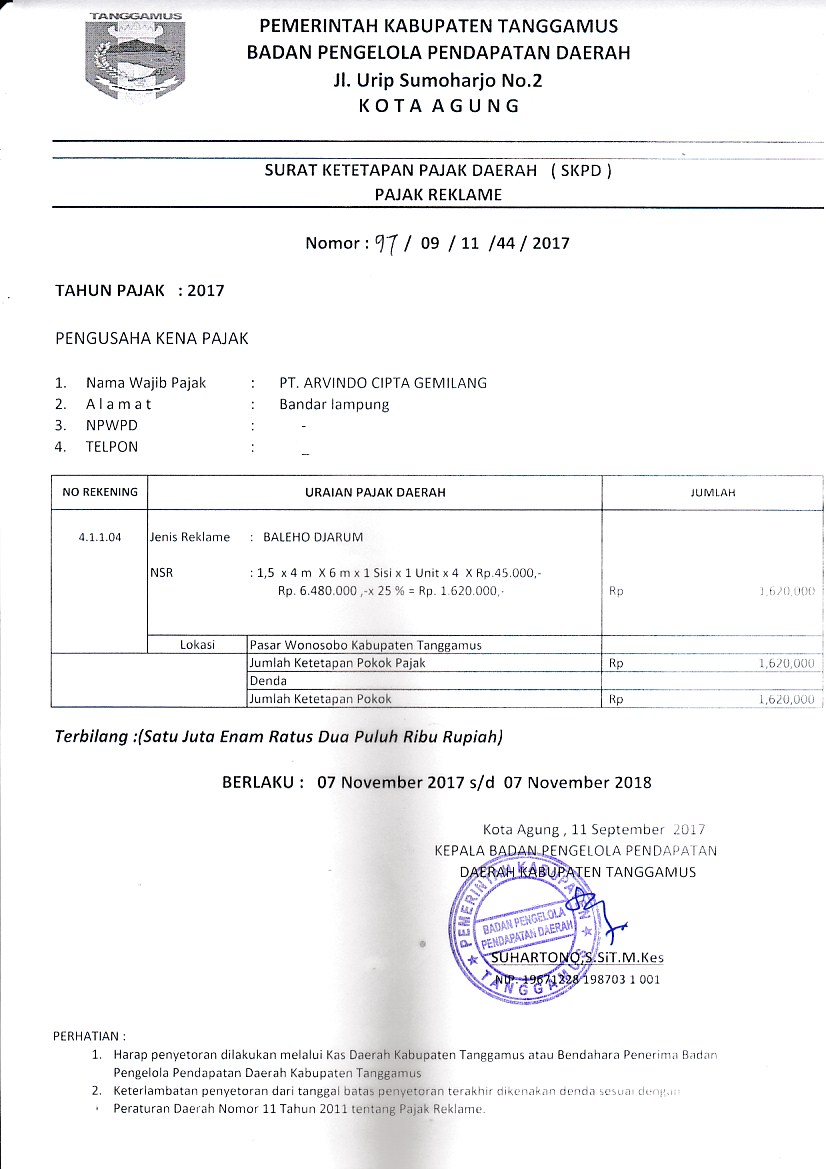 TANGGAMUS
PEMERINTAH KABUPATEN TANGGAMUS
BADAN PENGELOLA PENDAPATAN DAERAH
Jl. Urip Sumoharjo No.2
K O T A A G U N G
SURAT KETETAPAN PAJAK DAERAH ( SKPD )
PAJAK REKLAME
Nomor : 97 / 09 / 11 /44 / 2017
TAHUN PAJAK : 2017
PENGUSAHA KENA PAJAK
1. Nama Wajib Pajak : PT. ARVINDO CIPTA GEMILANG
2. A l a m a t : Bandar lampung
3. NPWPD : -
4. TELPON : _
NO REKENING URAIAN PAJAK DAERAH JUMLAH
4.1.1.04 Jenis Reklame : BALEHO DJARUM
NSR : 1,5 x 4 m X 6 m x 1 Sisi x 1 Unit x 4 X Rp.45.000,-
Rp. 6.480.000 ,-x 25 % = Rp. 1.620.000,- Rp 1,620,000
Lokasi Pasar Wonosobo Kabupaten Tanggamus
Jumlah Ketetapan Pokok Pajak Rp 1,620,000
Denda
Jumlah Ketetapan Pokok Rp 1,620,000
Terbilang :(Satu Juta Enam Ratus Dua Puluh Ribu Rupiah)
BERLAKU : 07 November 2017 s/d 07 November 2018
Kota Agung , 11 September 2017
KEPALA BADAN PENGELOLA PENDAPATAN
DAERAH KABUPATEN TANGGAMUS
PEMERINTAH KABUPATEN
BADAN PENGELOLA
PENDAPATAN DAERAH
TANGGAMUS
SUHARTONO,S.SiT.M.Kes
NIP. 19671228 198703 1 001
PERHATIAN :
1. Harap penyetoran dilakukan melalui Kas Daerah Kabupaten Tanggamus atau Bendahara Penerima Badan
Pengelola Pendapatan Daerah Kabupaten Tanggamus
2. Keterlambatan penyetoran dari tanggal batas penyetoran terakhir dikenakan denda sesuai dengan
Peraturan Daerah Nomor 11 Tahun 2011 tentang Pajak Reklame.